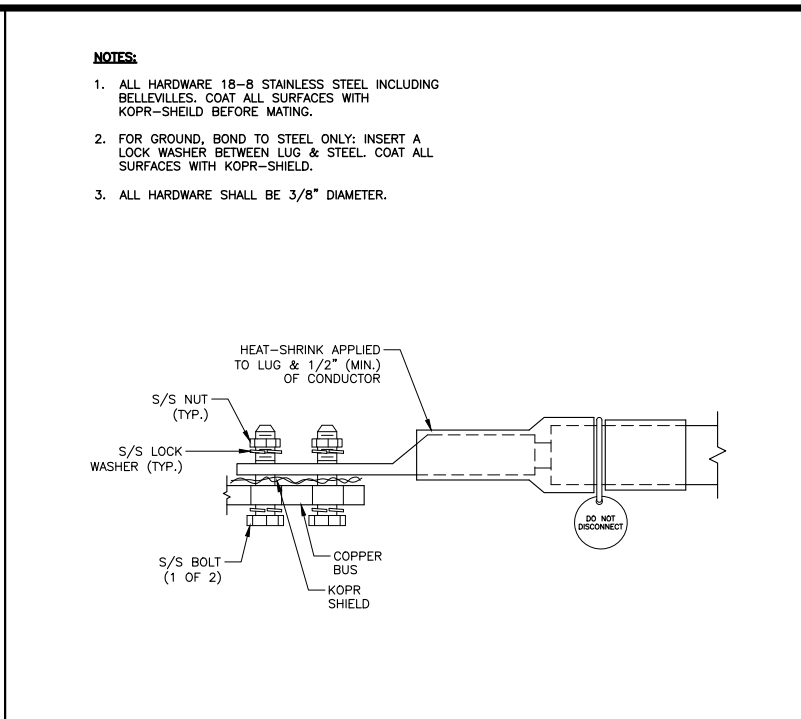 NOTES:
1. ALL HARDWARE 18-8 STAINLESS STEEL INCLUDING
BELLEVILLES. COAT ALL SURFACES WITH
KOPR-SHEILD BEFORE MATING.
2. FOR GROUND, BOND TO STEEL ONLY: INSERT A
LOCK WASHER BETWEEN LUG & STEEL. COAT ALL
SURFACES WITH KOPR-SHIELD.
3. ALL HARDWARE SHALL BE 3/8" DIAMETER.
HEAT-SHRINK APPLIED
TO LUG & 1/2" (MIN.)
OF CONDUCTOR
S/S NUT
(TYP.)
S/S LOCK
WASHER (TYP.)
DO NOT
DISCONNECT
S/S BOLT
(1 OF 2)
COPPER
BUS
KOPR
SHIELD